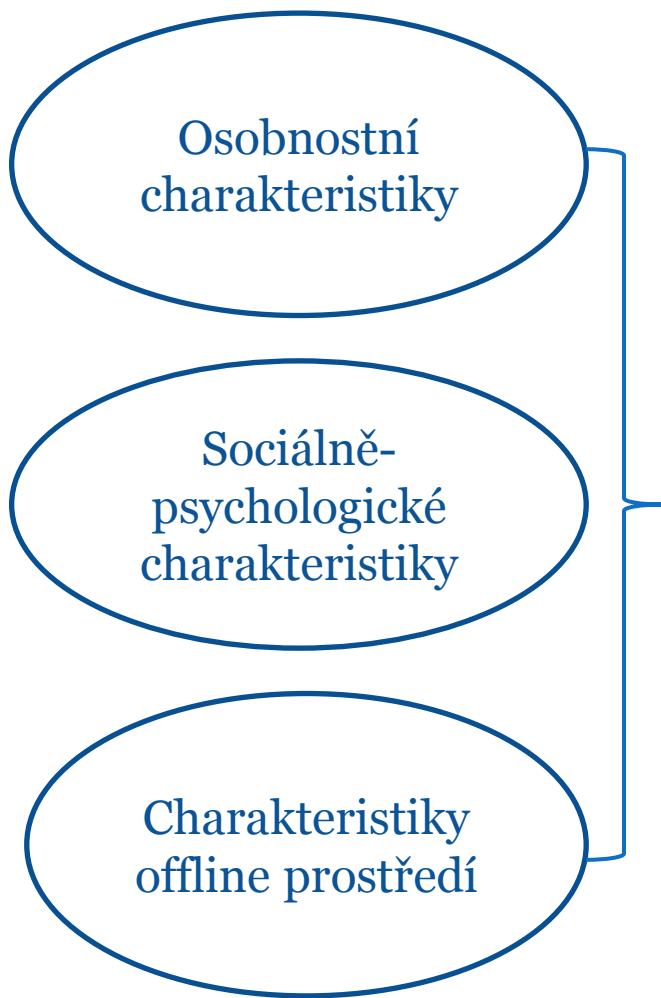 Osobnostní
charakteristiky
Sociálně-
psychologické
charakteristiky
Charakteristiky
offline prostředí